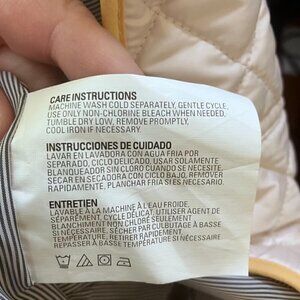 CARE INSTRUCTIONS
MACHINE WASH COLD SEPARATELY, GENTLE CYCLE,
USE ONLY NON-CHLORINE BLEACH WHEN NEEDED,
TUMBLE DRY LOW, REMOVE PROMPTLY,
COOL IRON IF NECESSARY.
INSTRUCCIONES DE CUIDADO
LAVAR EN LAVADORA CON AGUA FRIA POR
SEPARADO, CICLO DELICADO, USAR SOLAMENTE
BLANQUEADOR SIN CLORO CUANDO SE NECESITE.
SECAR EN SECADORA CON CICLO BAJO, REMOVER
RAPIDAMENTE. PLANCHAR FRIA SI ES NECESARIO.
ENTRETIEN
LAVABLE À LA MACHINE À L'EAU FROIDE,
SÉPARÉMENT, CYCLE DÉLICAT, UTILISER AGENT DE
BLANCHIMENT NON CHLORÉ SEULEMENT
SI NÉCESSAIRE, SÉCHER PAR CULBUTAGE À BASSE
TEMPÉRATURE, RETIRER RAPIDEMENT,
REPASSER À BASSE TEMPÉRATURE SI NÉCESSAIRE.